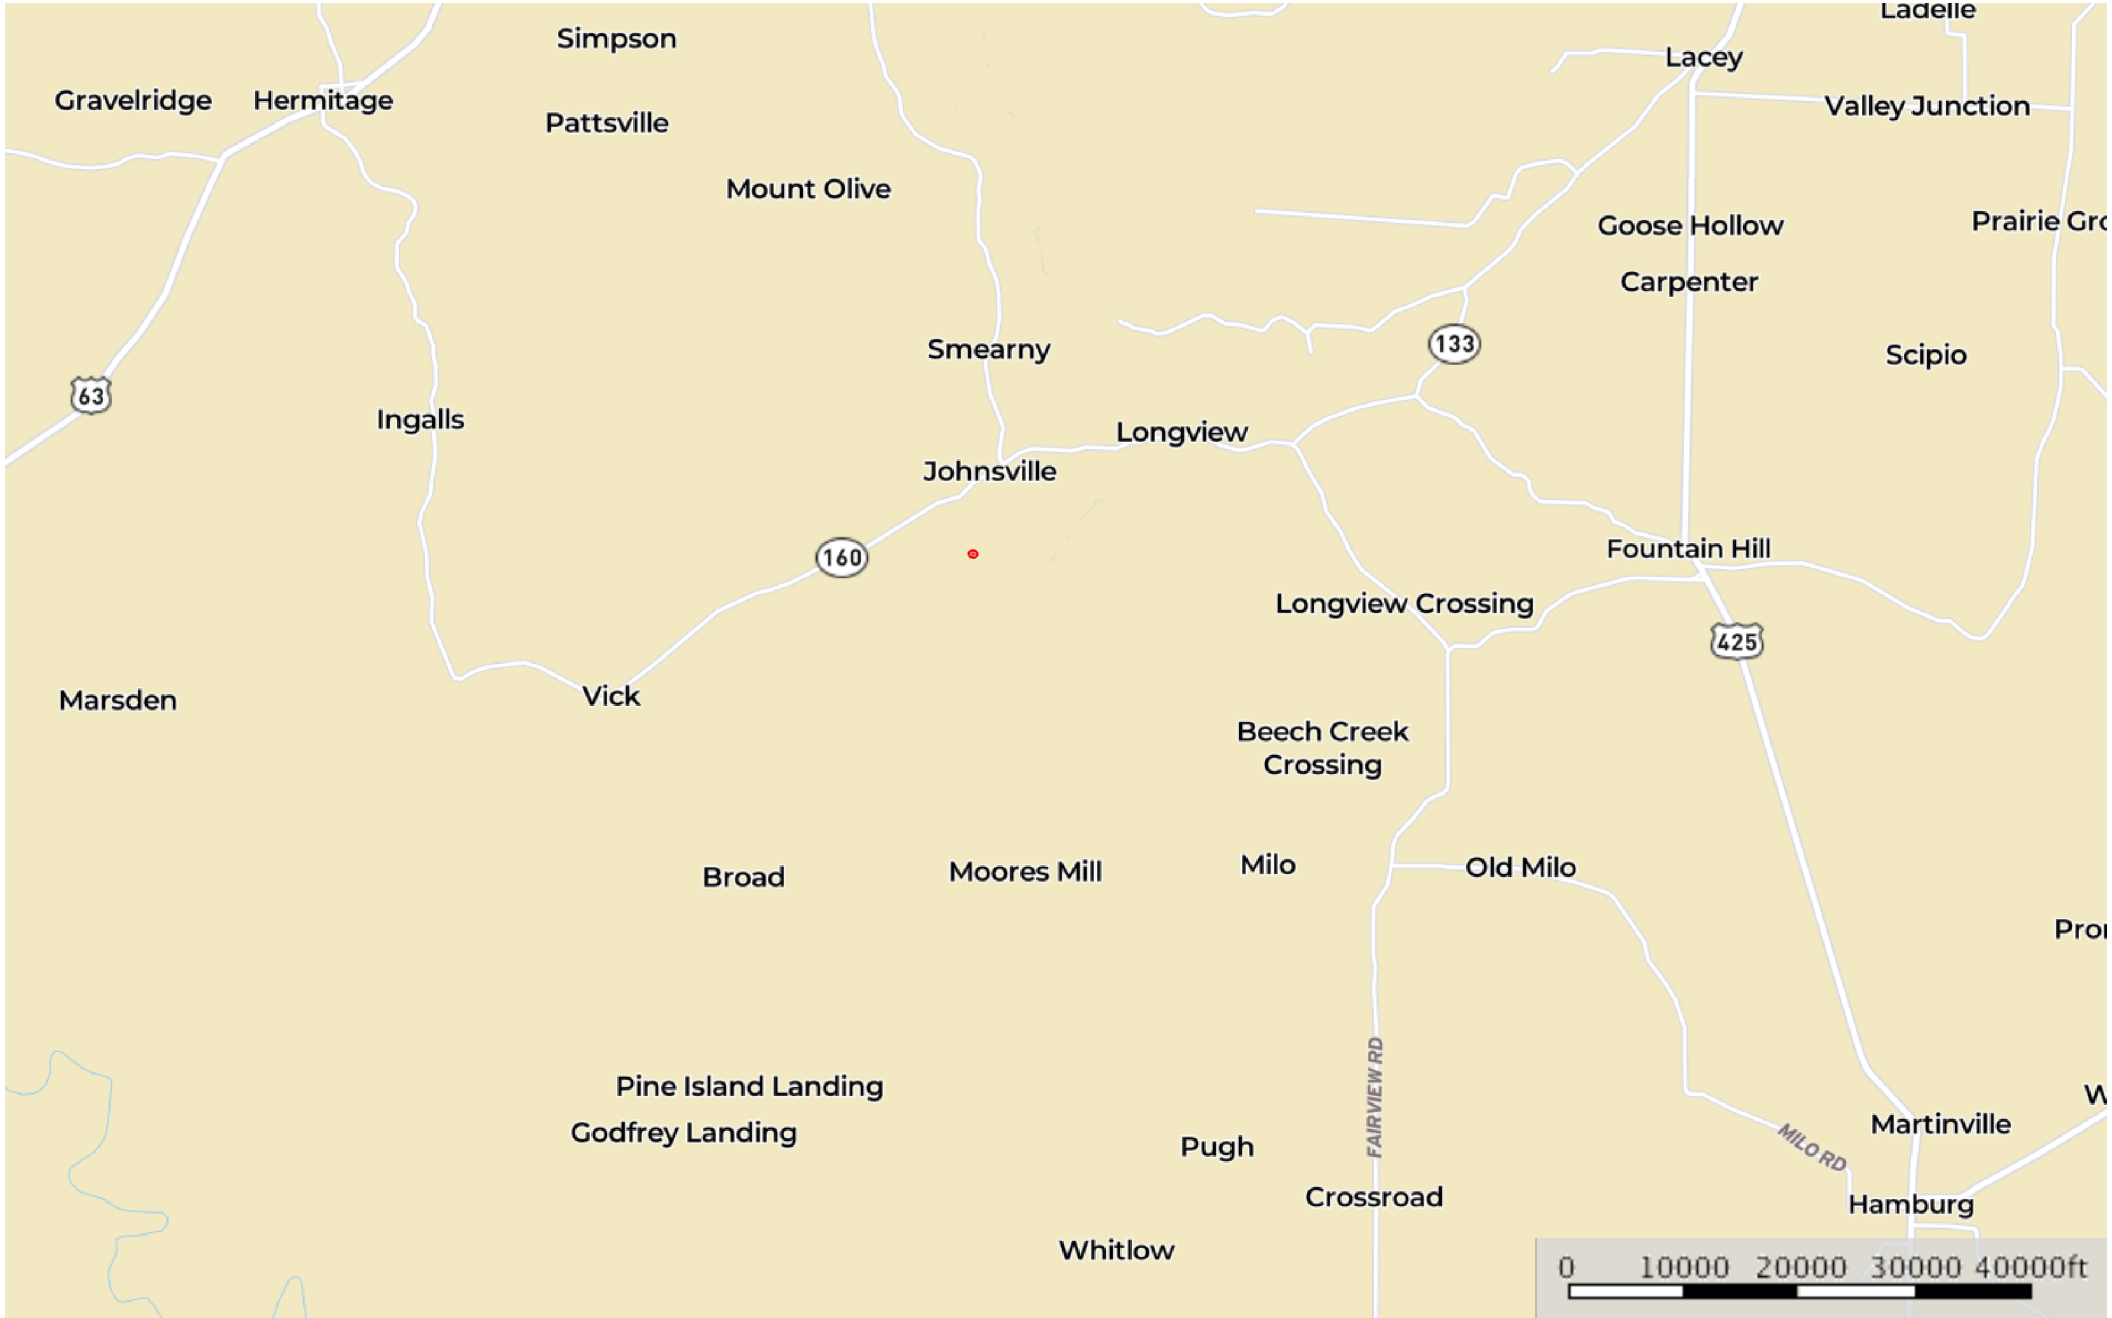 Simpson
Ladelle
Lacey
Gravelridge
Hermitage
Pattsville
Valley Junction
Mount Olive
Goose Hollow
Prairie Gro
Carpenter
133
Smearny
Scipio
63
Ingalls
Longview
Johnsville
160
Fountain Hill
Longview Crossing
425
Marsden
Vick
Beech Creek
Crossing
Broad
Moores Mill
Milo
Old Milo
Pro
FAIRVIEW RD
Pine Island Landing
W
Godfrey Landing
Pugh
Martinville
MILO RD
Crossroad
Hamburg
Whitlow
0 10000 20000 30000 40000ft